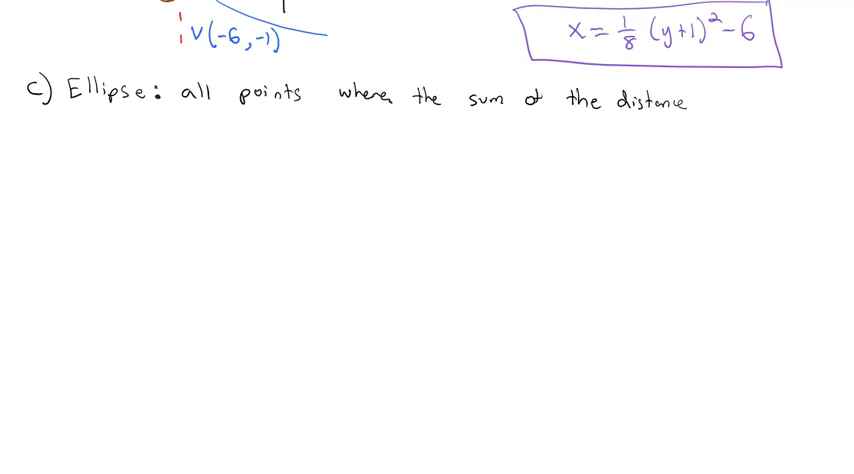 V(-6, -1)
x = 1/8 (y+1)² - 6
c) Ellipse: all points where the sum of the distance